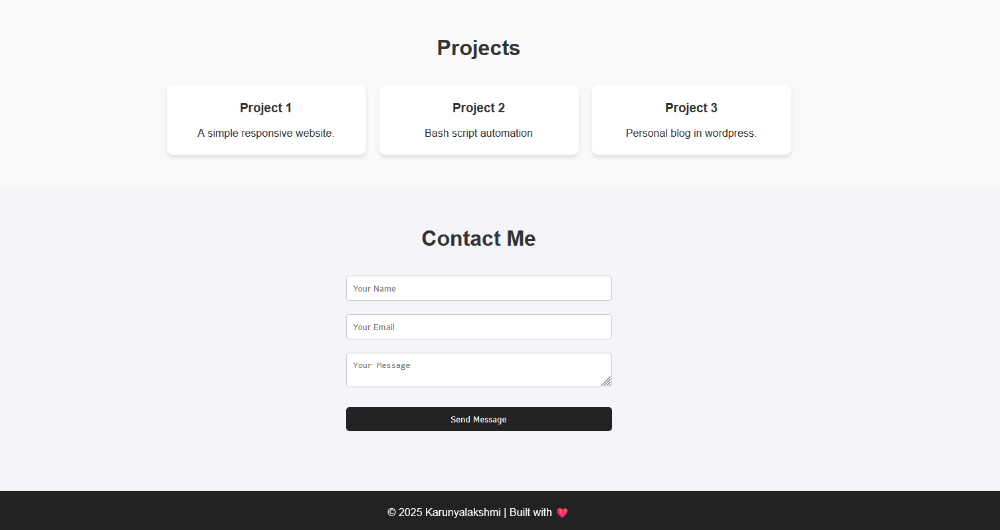 Projects
Project 1
Project 2
Project 3
A simple responsive website.
Bash script automation
Personal blog in wordpress.
Contact Me
Your Name
Your Email
Your Message
Send Message
© 2025 Karunyalakshmi | Built with ❤️